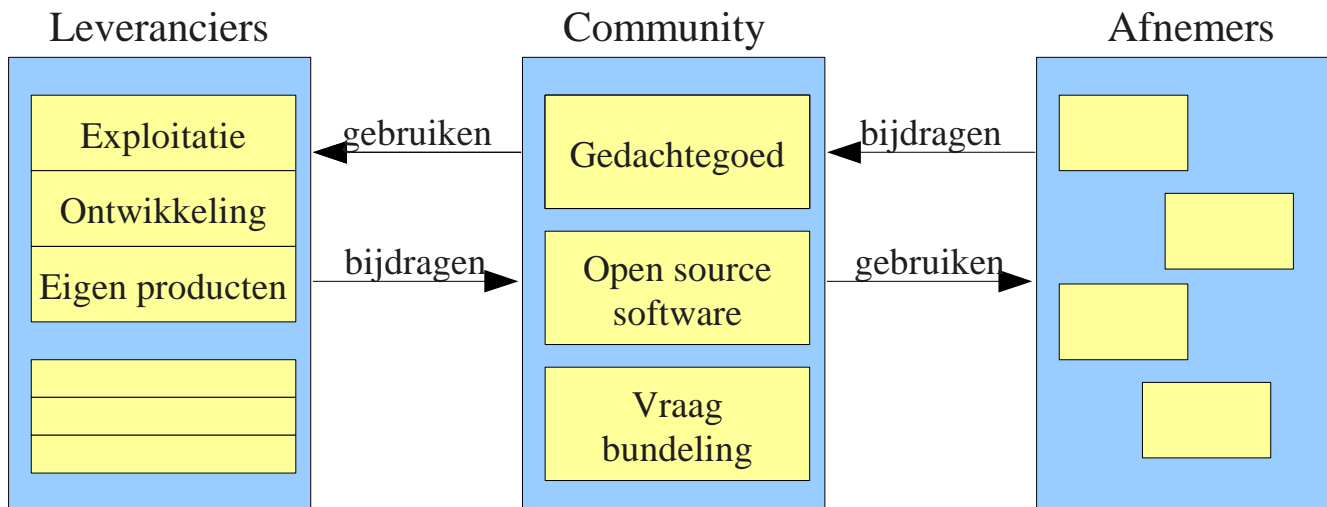 Leveranciers
Community
Afnemers
Exploitatie
Ontwikkeling
Eigen producten
gebruiken
bijdragen
Gedachtegoed
Open source
software
Vraag
bundeling
bijdragen
gebruiken